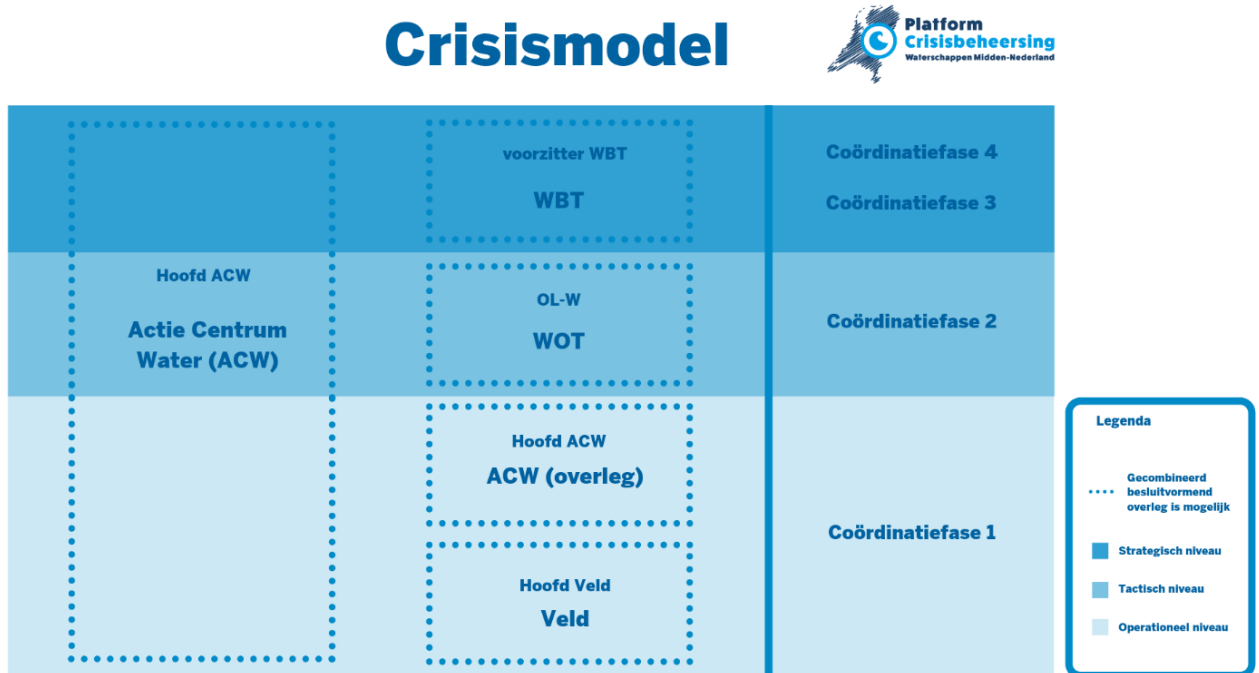 Crisismodel
Platform
Crisisbeheersing
Waterschappen Midden-Nederland
voorzitter WBT
WBT
Coördinatiefase 4
Coördinatiefase 3
Hoofd ACW
Actie Centrum
Water (ACW)
OL-W
WOT
Coördinatiefase 2
Hoofd ACW
ACW (overleg)
Hoofd Veld
Veld
Coördinatiefase 1
Legenda
Gecombineerd
besluitvormend
overleg is mogelijk
Strategisch niveau
Tactisch niveau
Operationeel niveau